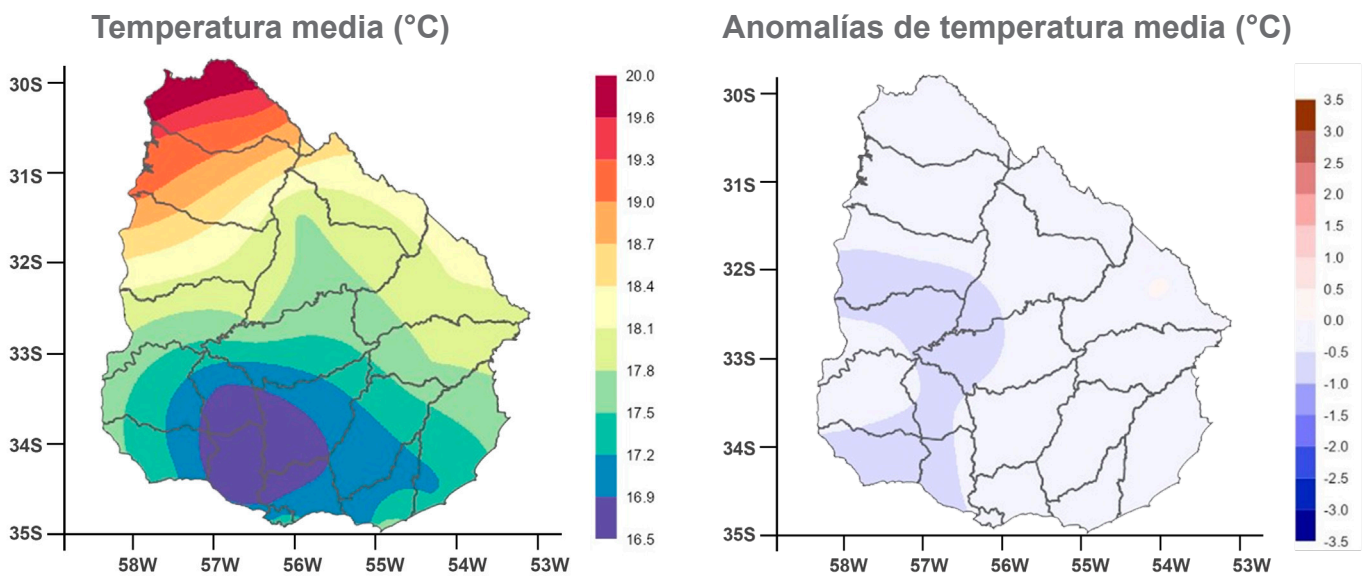 Temperatura media (°C)
30S
31S
32S
33S
34S
35S
58W 57W 56W 55W 54W 53W
20.0
19.6
19.3
19.0
18.7
18.4
18.1
17.8
17.5
17.2
16.9
16.5
Anomalías de temperatura media (°C)
30S
31S
32S
33S
34S
35S
58W 57W 56W 55W 54W 53W
3.5
3.0
2.5
2.0
1.5
1.0
0.5
0.0
-0.5
-1.0
-1.5
-2.0
-2.5
-3.0
-3.5